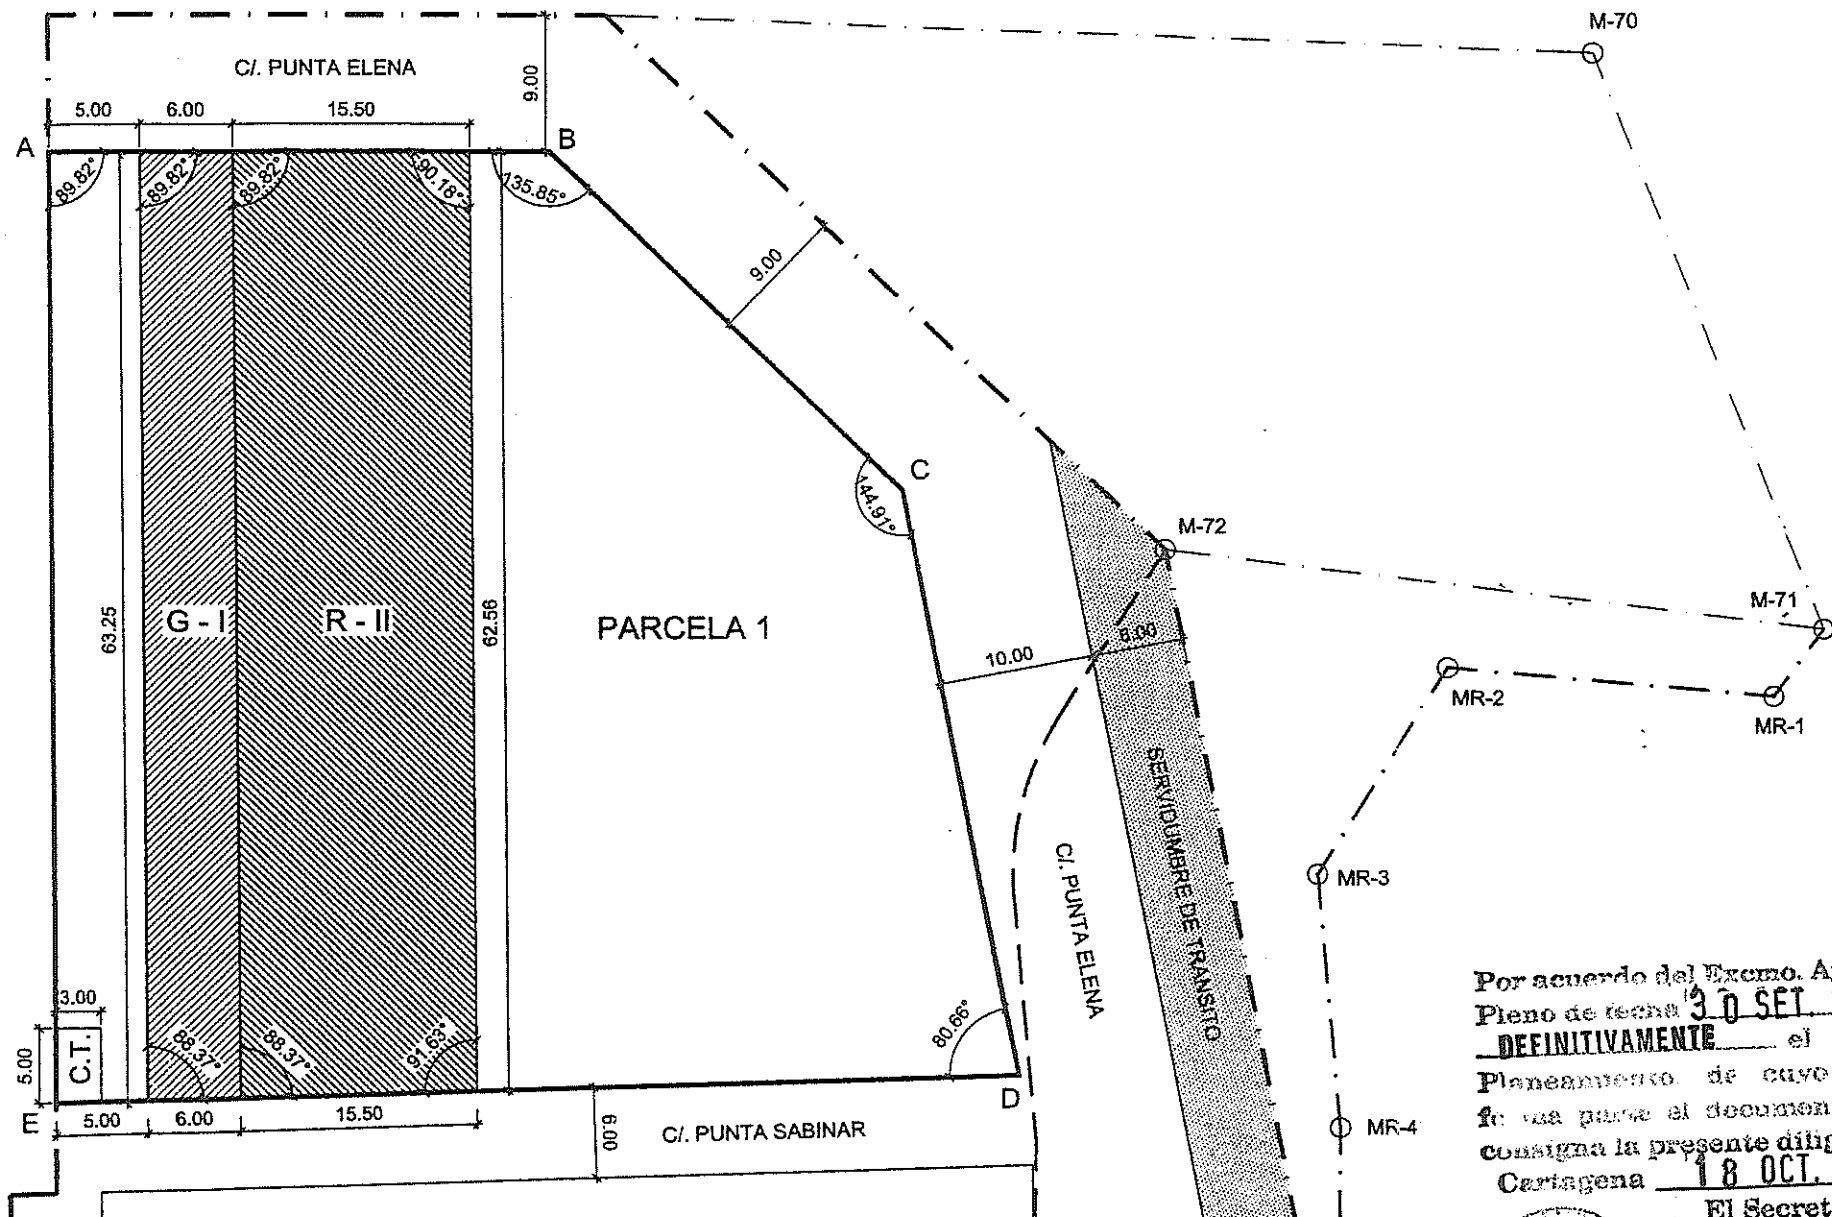 M-70
C/. PUNTA ELENA
9.00
5.00 6.00 15.50
A
B
89.82° 89.82° 89.82° 90.18° 135.85°
9.00
C
144.91°
M-72
M-71
63.25
G - I
R - II
62.56
PARCELA 1
10.00
6.00
MR-2
MR-1
SERVIDUMBRE DE TRANSITO
C/. PUNTA ELENA
MR-3
3.00
5.00
C.T.
88.37° 88.37° 91.63°
80.66°
E
D
5.00 6.00 15.50
6.00
C/. PUNTA SABINAR
MR-4
Por acuerdo del Excmo. A
Pleno de fecha 30 SET.
DEFINITIVAMENTE el
Planeamiento de cuyo
parte el documen
consigna la presente dilig
Cartagena 18 OCT.
El Secret